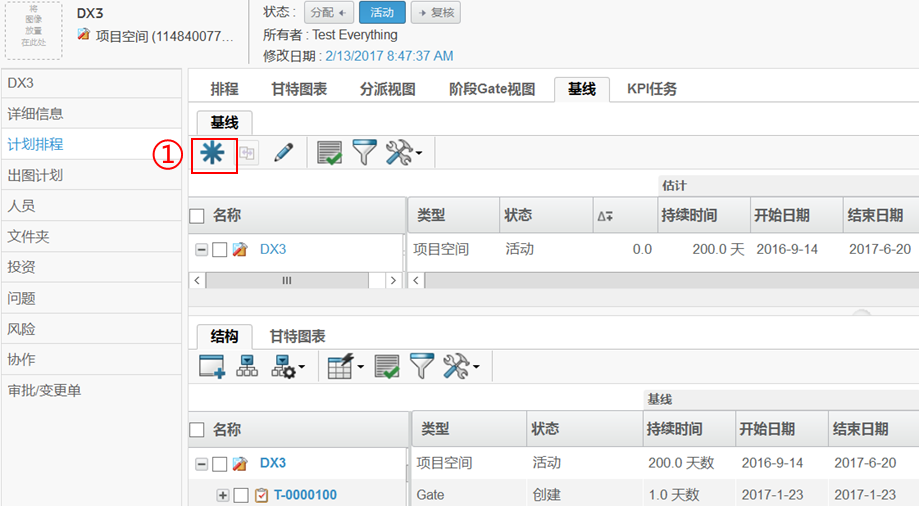 将
图像
放置
在此处
DX3
项目空间 (114840077...
状态 : 分配 活动 复核
所有者 : Test Everything
修改日期 : 2/13/2017 8:47:37 AM
DX3
详细信息
计划排程
出图计划
人员
文件夹
投资
问题
风险
协作
审批/变更单
排程 甘特图表 分派视图 阶段Gate视图 基线 KPI任务
基线
①
估计
名称 类型 状态 Δ 持续时间 开始日期 结束日期
DX3 项目空间 活动 0.0 200.0 天 2016-9-14 2017-6-20
结构 甘特图表
基线
名称 类型 状态 持续时间 开始日期 结束日期
DX3 项目空间 活动 200.0 天数 2016-9-14 2017-6-20
T-0000100 Gate 创建 1.0 天数 2017-1-23 2017-1-23